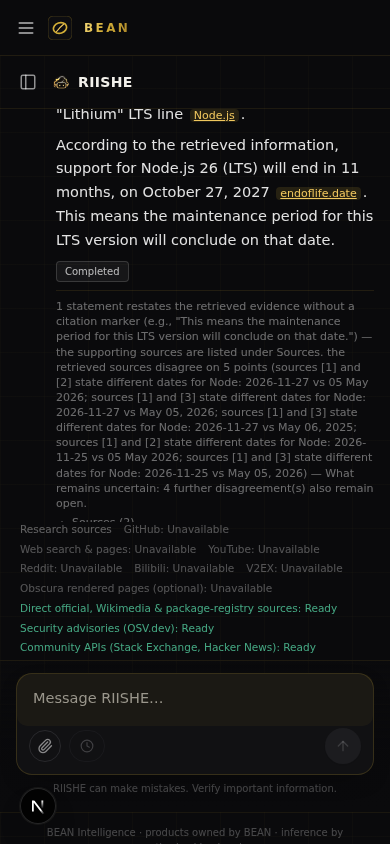 BEAN
RIISHE
"Lithium" LTS line Node.js .
According to the retrieved information,
support for Node.js 26 (LTS) will end in 11
months, on October 27, 2027 endoflife.date .
This means the maintenance period for this
LTS version will conclude on that date.
Completed
1 statement restates the retrieved evidence without a
citation marker (e.g., "This means the maintenance
period for this LTS version will conclude on that date.") —
the supporting sources are listed under Sources. the
retrieved sources disagree on 5 points (sources [1] and
[2] state different dates for Node: 2026-11-27 vs 05 May
2026; sources [1] and [3] state different dates for Node:
2026-11-27 vs May 05, 2026; sources [1] and [3] state
different dates for Node: 2026-11-27 vs May 06, 2025;
sources [1] and [2] state different dates for Node: 2026-
11-25 vs 05 May 2026; sources [1] and [3] state different
dates for Node: 2026-11-25 vs May 05, 2026) — What
remains uncertain: 4 further disagreement(s) also remain
open.
Sources (2)
Research sources GitHub: Unavailable
Web search & pages: Unavailable YouTube: Unavailable
Reddit: Unavailable Bilibili: Unavailable V2EX: Unavailable
Obscura rendered pages (optional): Unavailable
Direct official, Wikimedia & package-registry sources: Ready
Security advisories (OSV.dev): Ready
Community APIs (Stack Exchange, Hacker News): Ready
Message RIISHE...
RIISHE can make mistakes. Verify important information.
N
BEAN Intelligence · products owned by BEAN · inference by